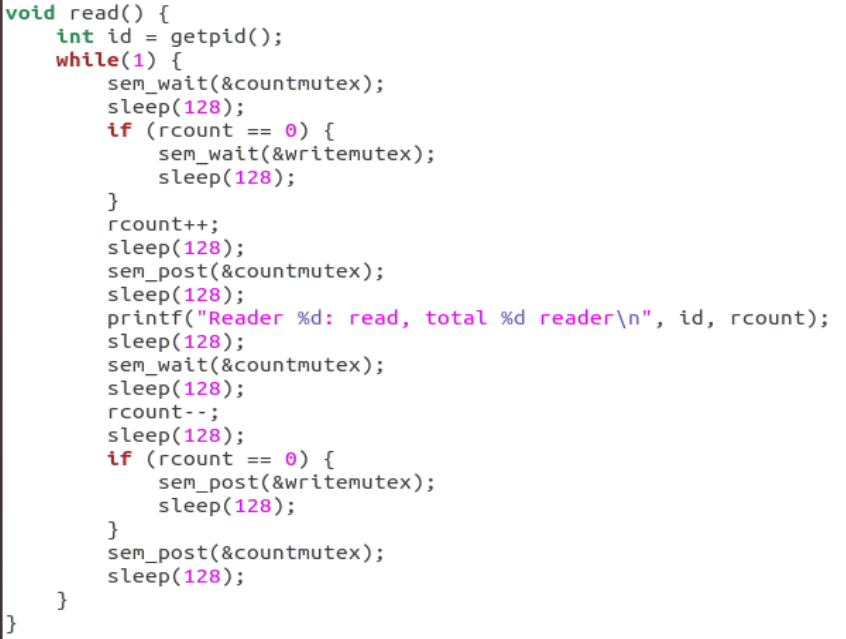 void read() {
    int id = getpid();
    while(1) {
        sem_wait(&countmutex);
        sleep(128);
        if (rcount == 0) {
            sem_wait(&writemutex);
            sleep(128);
        }
        rcount++;
        sleep(128);
        sem_post(&countmutex);
        sleep(128);
        printf("Reader %d: read, total %d reader\n", id, rcount);
        sleep(128);
        sem_wait(&countmutex);
        sleep(128);
        rcount--;
        sleep(128);
        if (rcount == 0) {
            sem_post(&writemutex);
            sleep(128);
        }
        sem_post(&countmutex);
        sleep(128);
    }
}